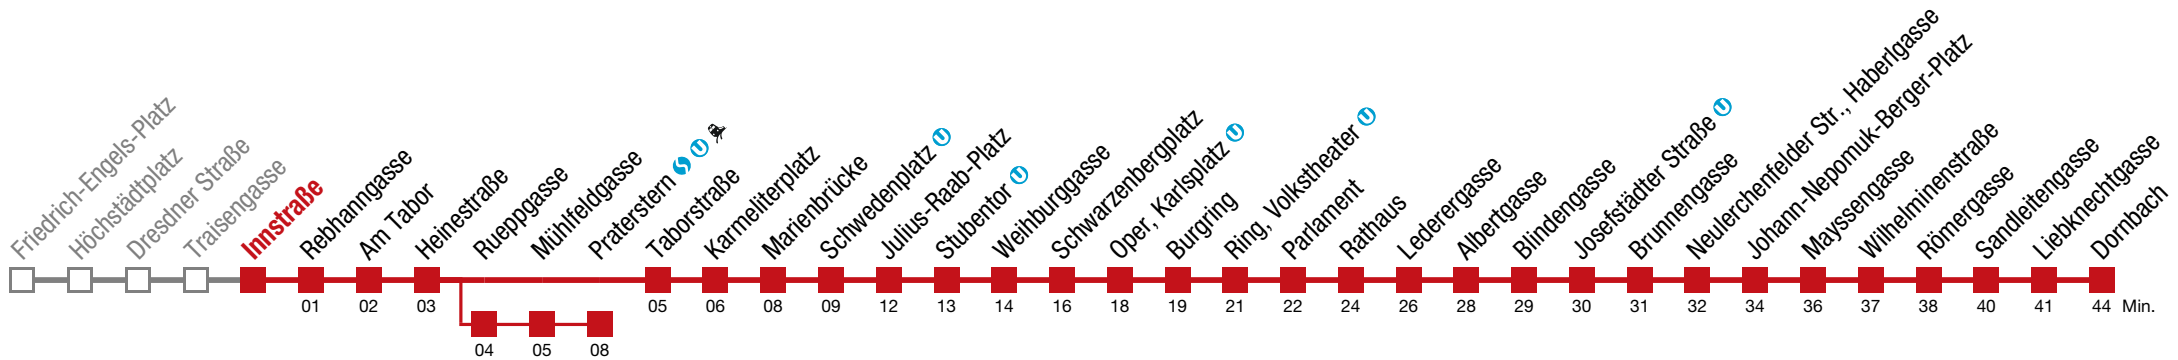 Friedrich-Engels-Platz
Höchstädtplatz
Dresdner Straße
Traisengasse
Innstraße
Rebhanngasse
Am Tabor
Heinestraße
Rueppgasse
Mühlfeldgasse
Praterstern
Taborstraße
Karmeliterplatz
Marienbrücke
Schwedenplatz U
Julius-Raab-Platz
Stubentor U
Weihburggasse
Schwarzenbergplatz
Oper, Karlsplatz U
Burgring
Ring, Volkstheater U
Parlament
Rathaus
Lederergasse
Albertgasse
Blindengasse
Josefstädter Straße U
Brunnengasse
Neulerchenfelder Str., Haberlgasse
Johann-Nepomuk-Berger-Platz
Mayssengasse
Wilhelminenstraße
Römergasse
Sandleitengasse
Liebknechtgasse
Dornbach
01 02 03 05 06 08 09 12 13 14 16 18 19 21 22 24 26 28 29 30 31 32 34 36 37 38 40 41 44 Min.
04 05 08